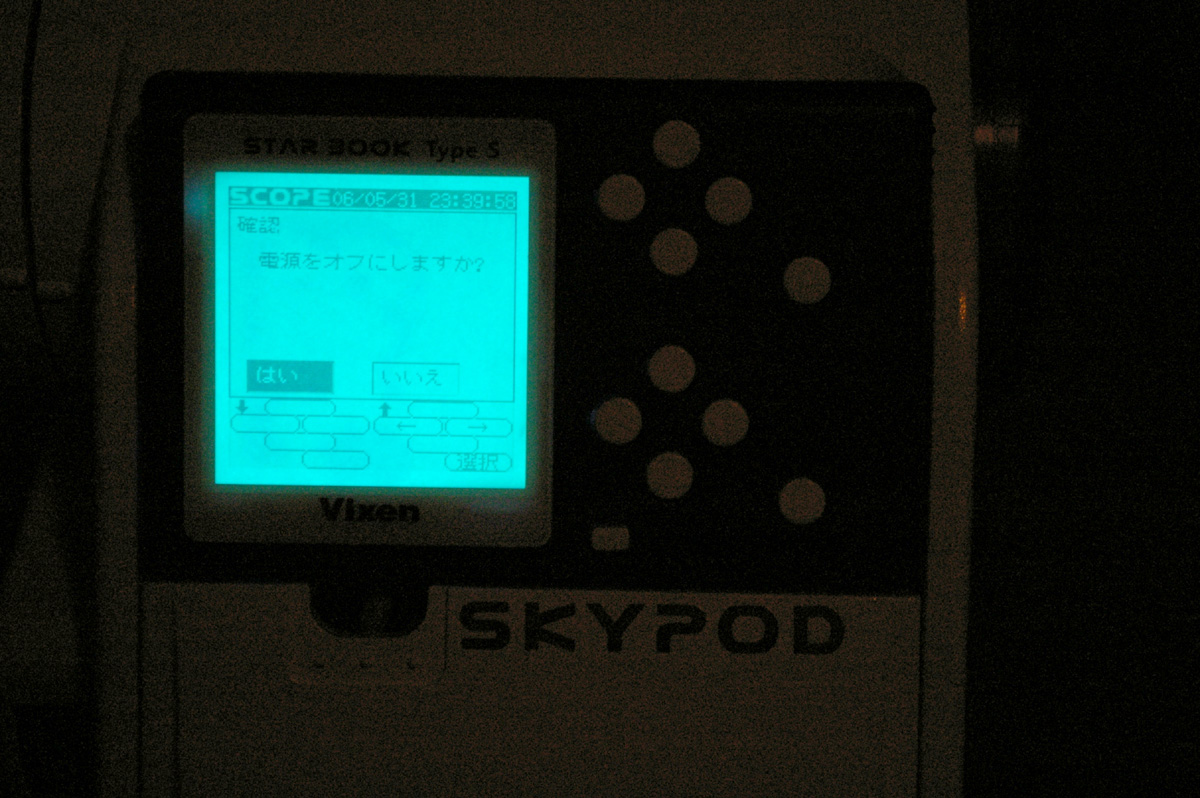 STAR BOOK Type S
SCOPE 06/05/31 23:39:58
確認
電源をオフにしますか?
はい いいえ
↓ ↑
← →
選択
Vixen
SKYPOD